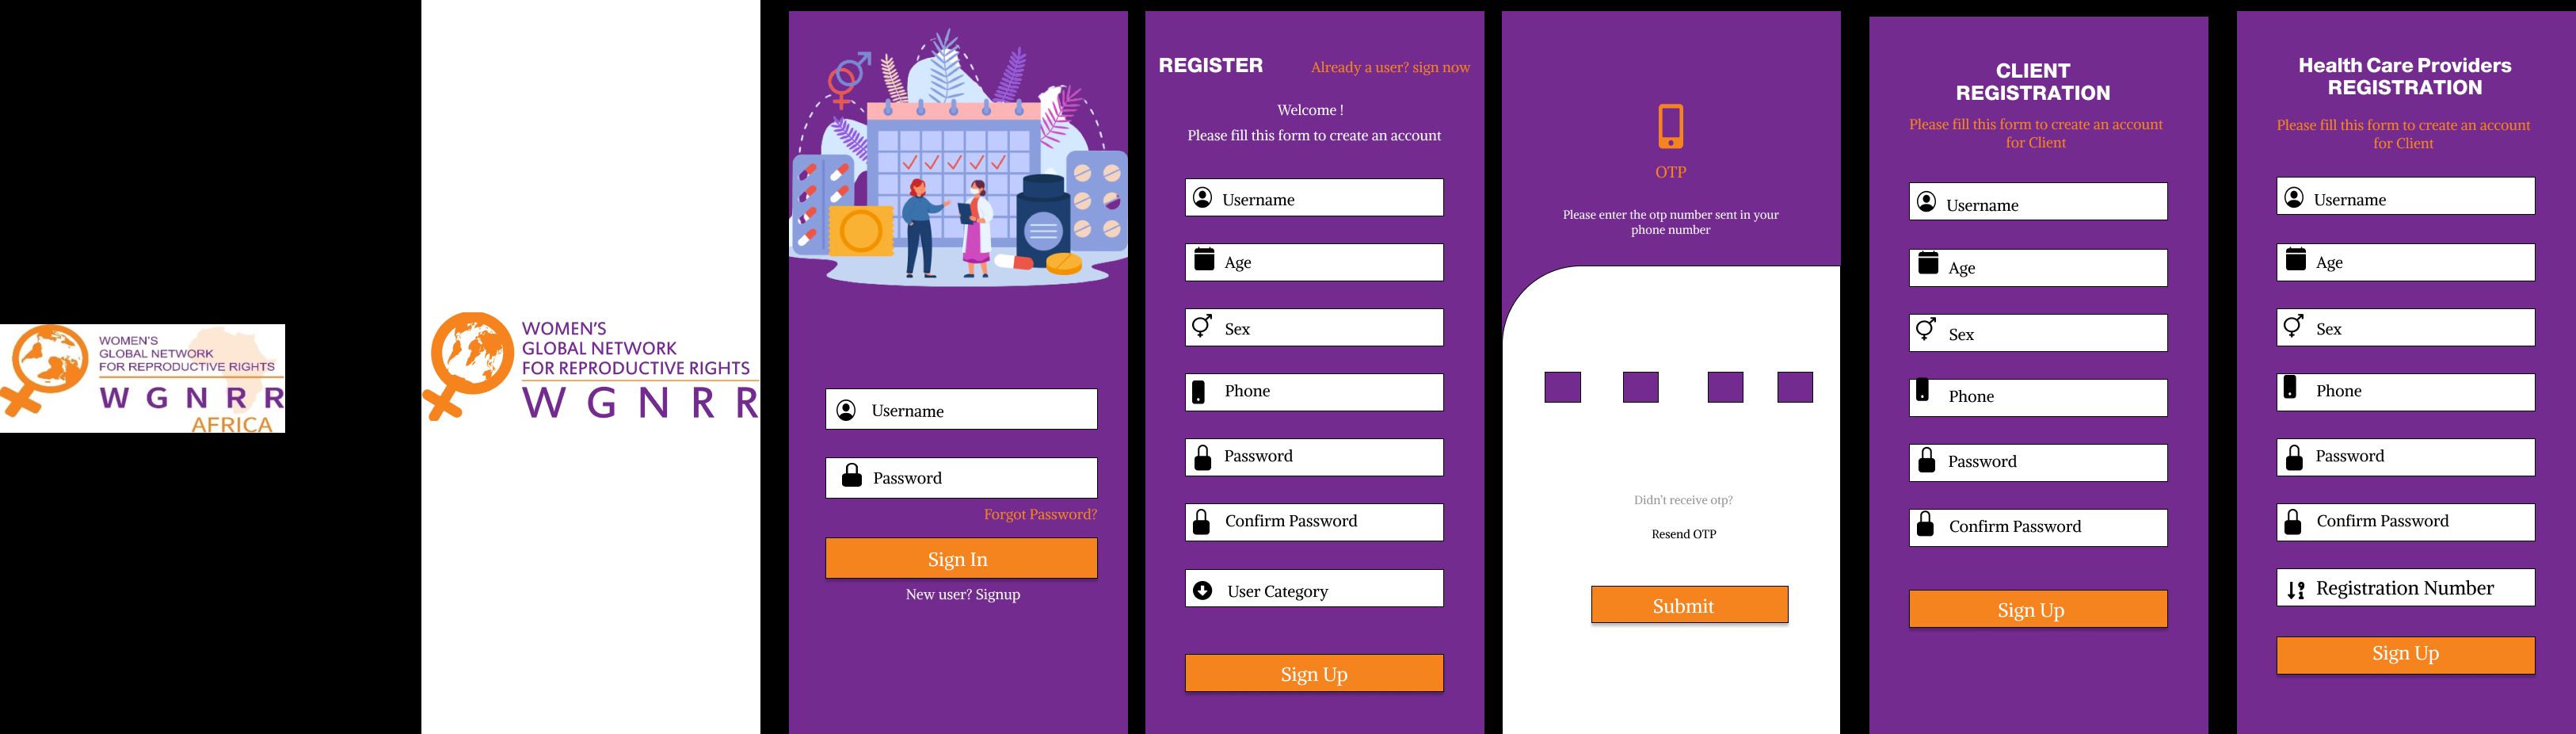 WOMEN'S
GLOBAL NETWORK
FOR REPRODUCTIVE RIGHTS
W G N R R
AFRICA
WOMEN'S
GLOBAL NETWORK
FOR REPRODUCTIVE RIGHTS
W G N R R
Username
Password
Forgot Password?
Sign In
New user? Signup
REGISTER
Already a user? sign now
Welcome !
Please fill this form to create an account
Username
Age
Sex
Phone
Password
Confirm Password
User Category
Sign Up
OTP
Please enter the otp number sent in your
phone number
Didn't receive otp?
Resend OTP
Submit
CLIENT
REGISTRATION
Please fill this form to create an account
for Client
Username
Age
Sex
Phone
Password
Confirm Password
Sign Up
Health Care Providers
REGISTRATION
Please fill this form to create an account
for Client
Username
Age
Sex
Phone
Password
Confirm Password
Registration Number
Sign Up